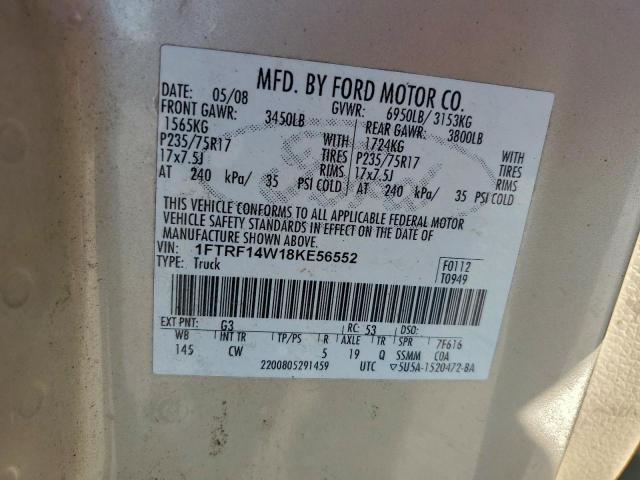 MFD. BY FORD MOTOR CO.
DATE: 05/08 GVWR: 6950LB/ 3153KG
FRONT GAWR: 3450LB REAR GAWR: 3800LB
1565KG WITH 1724KG WITH
P235/75R17 TIRES P235/75R17 TIRES
17x7.5J RIMS 17x7.5J RIMS
AT 240 kPa/ 35 PSI COLD AT 240 kPa/ 35 PSI COLD
THIS VEHICLE CONFORMS TO ALL APPLICABLE FEDERAL MOTOR
VEHICLE SAFETY STANDARDS IN EFFECT ON THE DATE OF
MANUFACTURE SHOWN ABOVE.
VIN: 1FTRF14W18KE56552
TYPE: Truck F0112
T0949
EXT PNT: G3 RC: 53 DSO:
WB INT TR TP/PS R AXLE TR SPR 7F616
145 CW 5 19 Q SSMM COA
2200805291459 UTC ▽5U5A-1520472-BA